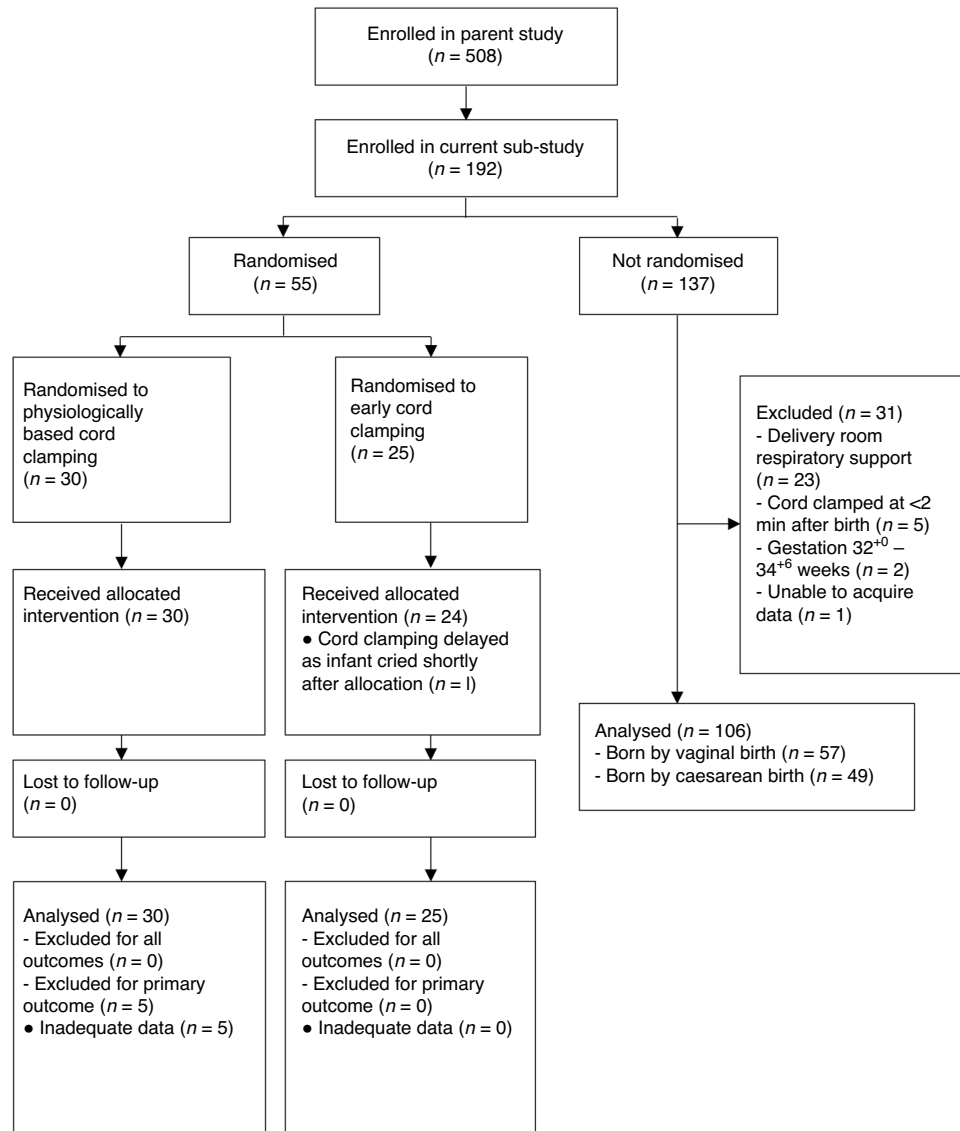 Enrolled in parent study
(n = 508)
Enrolled in current sub-study
(n = 192)
Randomised
(n = 55)
Not randomised
(n = 137)
Randomised to
physiologically
based cord
clamping
(n = 30)
Randomised to
early cord
clamping
(n = 25)
Excluded (n = 31)
- Delivery room
respiratory support
(n = 23)
- Cord clamped at <2
min after birth (n = 5)
- Gestation 32⁺⁰ –
34⁺⁶ weeks (n = 2)
- Unable to acquire
data (n = 1)
Received allocated
intervention (n = 30)
Received allocated
intervention (n = 24)
● Cord clamping delayed
as infant cried shortly
after allocation (n = l)
Analysed (n = 106)
- Born by vaginal birth (n = 57)
- Born by caesarean birth (n = 49)
Lost to follow-up
(n = 0)
Lost to follow-up
(n = 0)
Analysed (n = 30)
- Excluded for all
outcomes (n = 0)
- Excluded for primary
outcome (n = 5)
● Inadequate data (n = 5)
Analysed (n = 25)
- Excluded for all
outcomes (n = 0)
- Excluded for primary
outcome (n = 0)
● Inadequate data (n = 0)